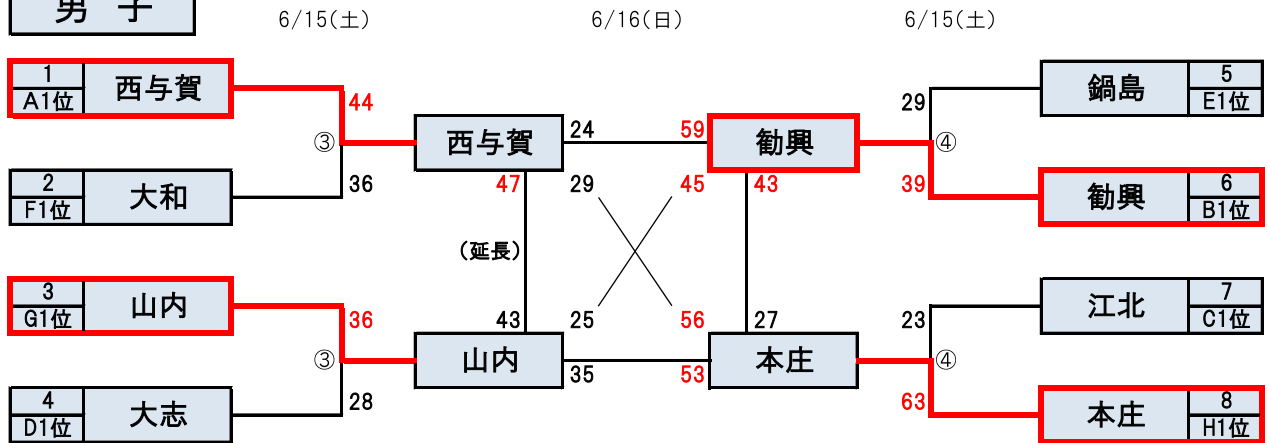 男 子
6/15(土) 6/16(日) 6/15(土)
1 西与賀 A1位
44
鍋島 5 E1位
29
西与賀 24 59 勧興
③ ④
2 大和 F1位
36
47 29 45 43
39
勧興 6 B1位
(延長)
3 山内 G1位
36
43 25 56 27
23
江北 7 C1位
③ 山内 35 53 本庄 ④
4 大志 D1位
28
63
本庄 8 H1位